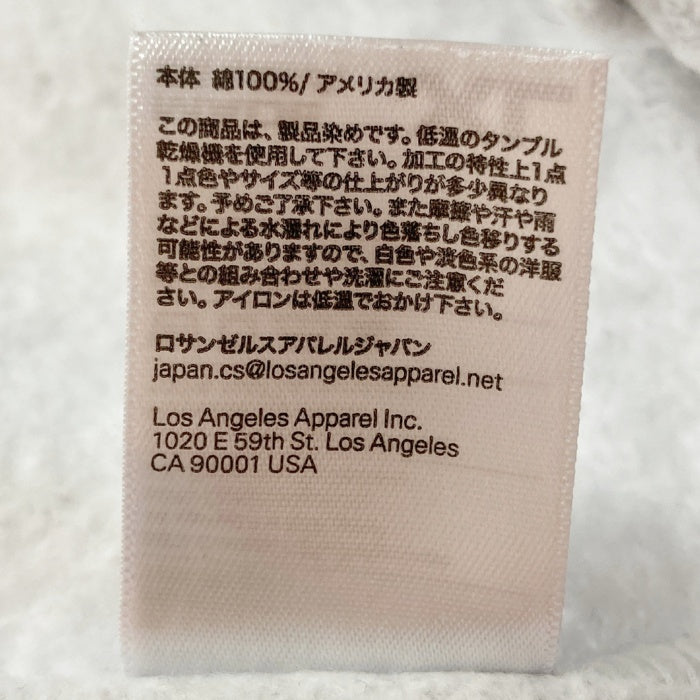 本体 綿100%/ アメリカ製
この商品は、製品染めです。低温のタンブル
乾燥機を使用して下さい。加工の特性上1点
1点色やサイズ等の仕上がりが多少異なり
ます。予めご了承下さい。また摩擦や汗や雨
などによる水濡れにより色落ちし色移りする
可能性がありますので、白色や淡色系の洋服
等との組み合わせや洗濯にご注意くだ
さい。アイロンは低温でおかけ下さい。
ロサンゼルスアパレルジャパン
japan.cs@losangelesapparel.net
Los Angeles Apparel Inc.
1020 E 59th St. Los Angeles
CA 90001 USA